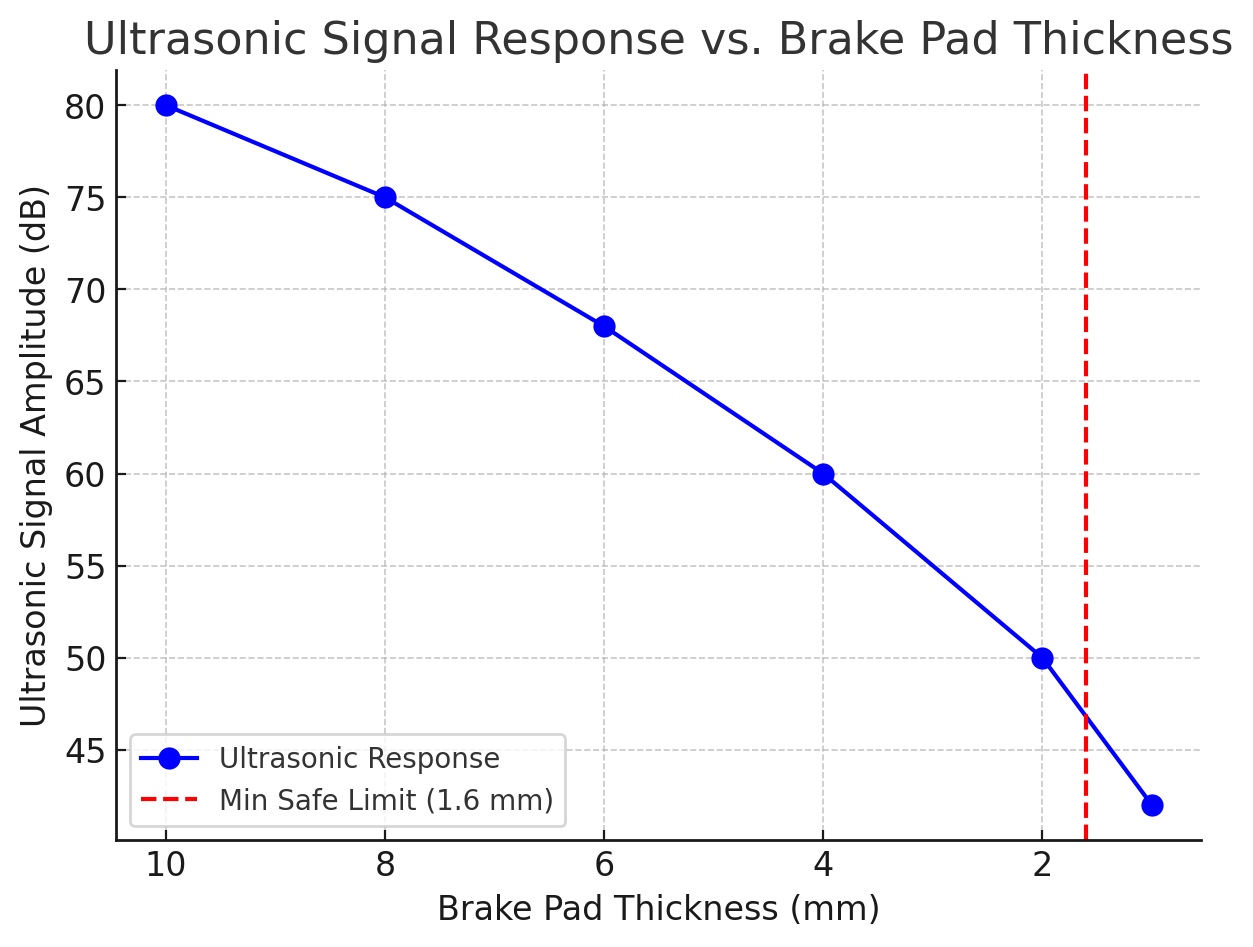 Ultrasonic Signal Response vs. Brake Pad Thickness
Ultrasonic Signal Amplitude (dB)
80
75
70
65
60
55
50
45
Ultrasonic Response
Min Safe Limit (1.6 mm)
10
8
6
4
2
Brake Pad Thickness (mm)